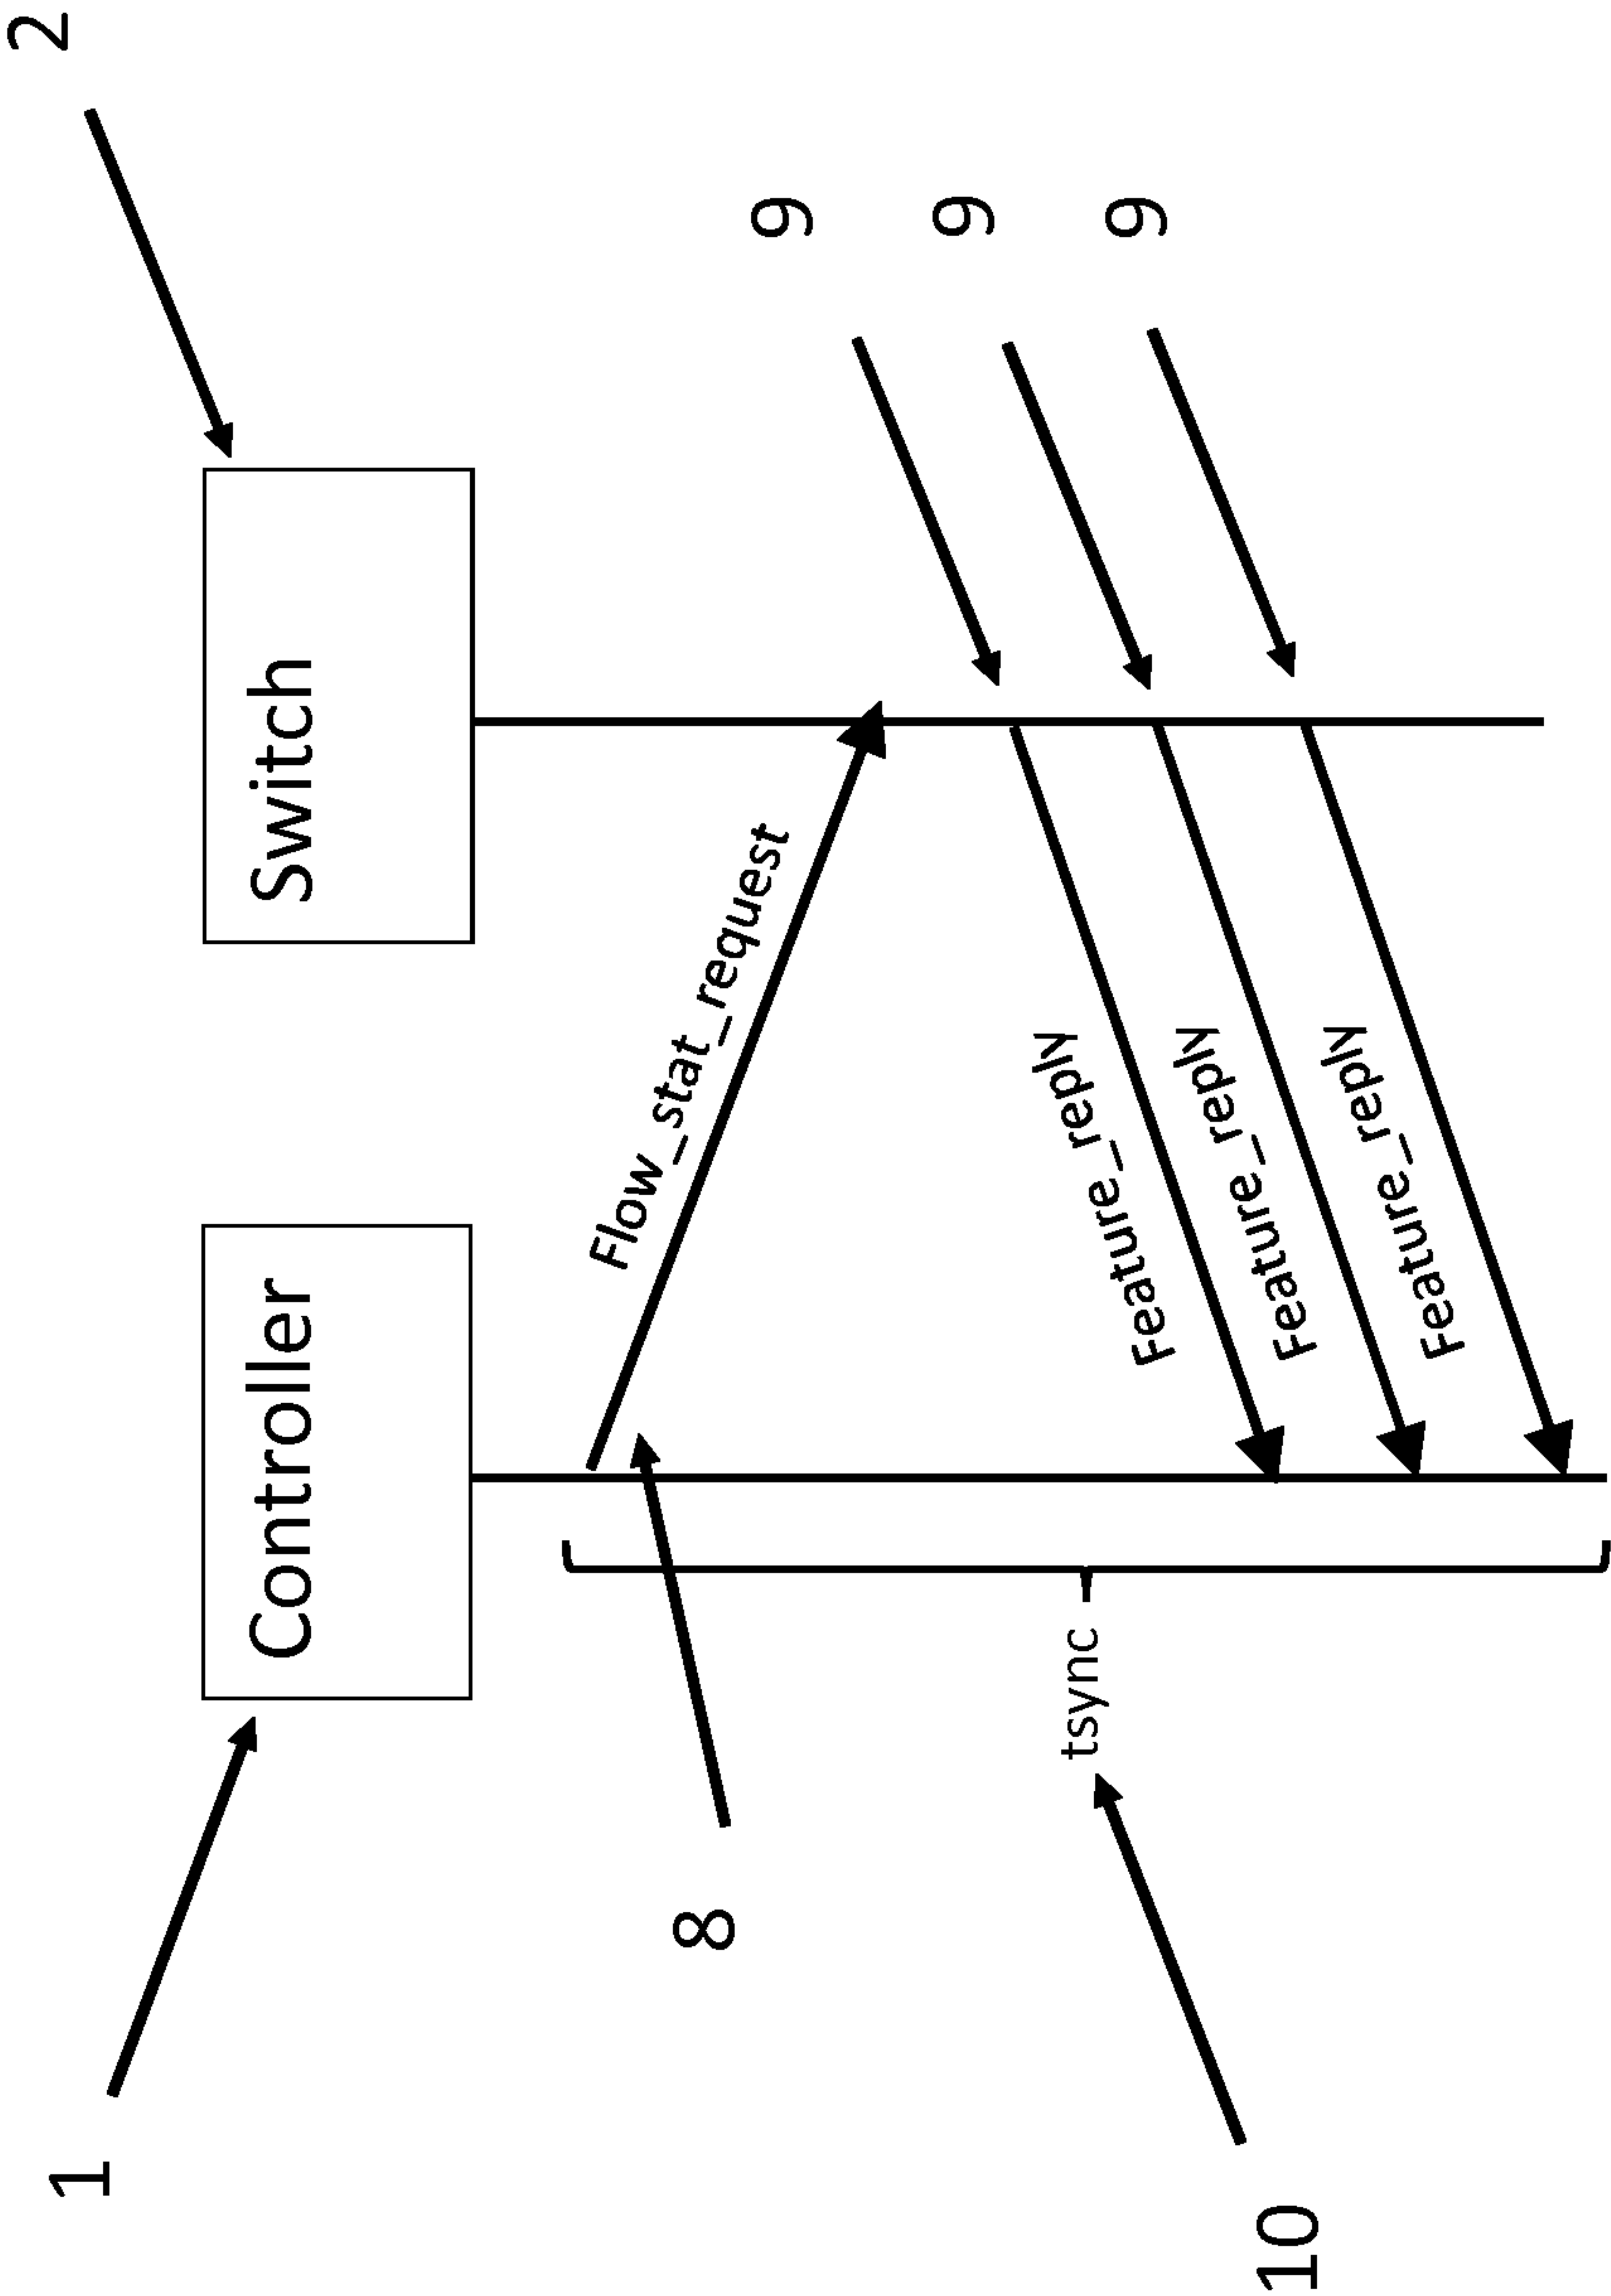 2
1
Controller
Switch
Flow_stat_request
8
9
9
9
Feature_reply
Feature_reply
Feature_reply
tsync
10